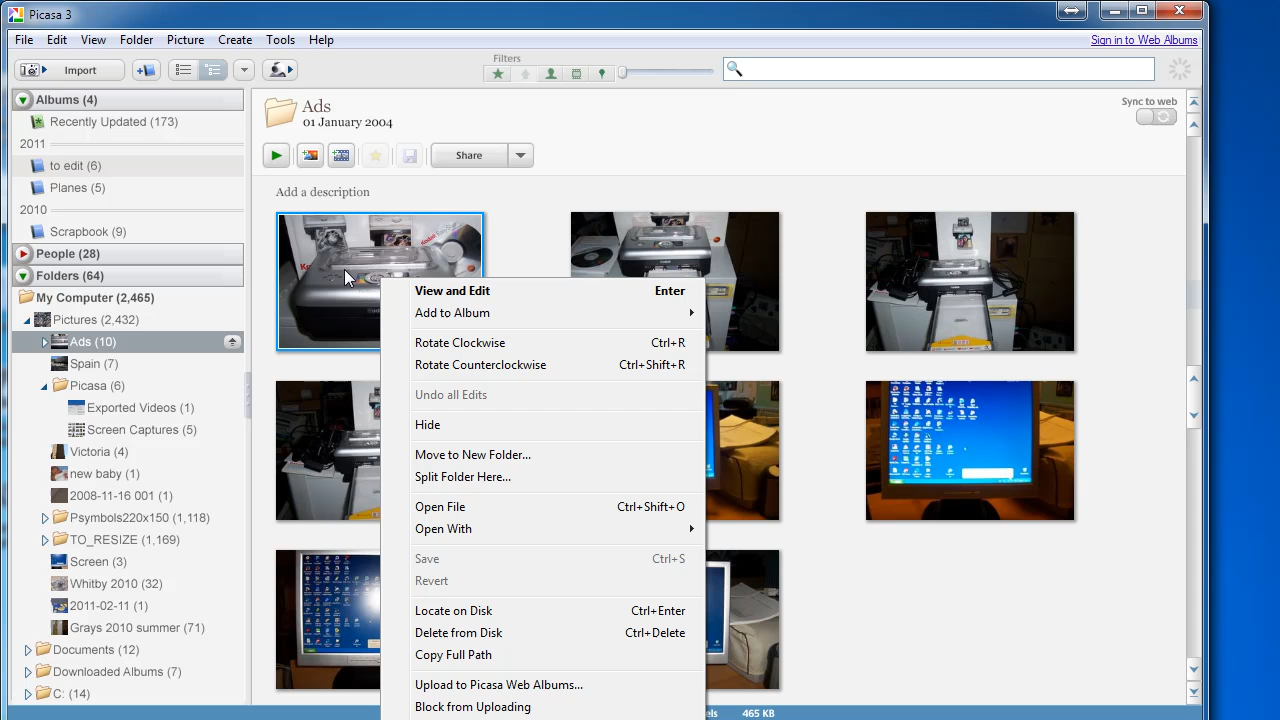 Picasa 3
File Edit View Folder Picture Create Tools Help
Sign in to Web Albums
Import
Filters
Albums (4)
Recently Updated (173)
2011
to edit (6)
Planes (5)
2010
Scrapbook (9)
People (28)
Folders (64)
My Computer (2,465)
Pictures (2,432)
Ads (10)
Spain (7)
Picasa (6)
Exported Videos (1)
Screen Captures (5)
Victoria (4)
new baby (1)
2008-11-16 001 (1)
Psymbols220x150 (1,118)
TO_RESIZE (1,169)
Screen (3)
Whitby 2010 (32)
2011-02-11 (1)
Grays 2010 summer (71)
Documents (12)
Downloaded Albums (7)
C: (14)
Ads
01 January 2004
Sync to web
Share
Add a description
View and Edit Enter
Add to Album
Rotate Clockwise Ctrl+R
Rotate Counterclockwise Ctrl+Shift+R
Undo all Edits
Hide
Move to New Folder...
Split Folder Here...
Open File Ctrl+Shift+O
Open With
Save Ctrl+S
Revert
Locate on Disk Ctrl+Enter
Delete from Disk Ctrl+Delete
Copy Full Path
Upload to Picasa Web Albums...
Block from Uploading
465 KB